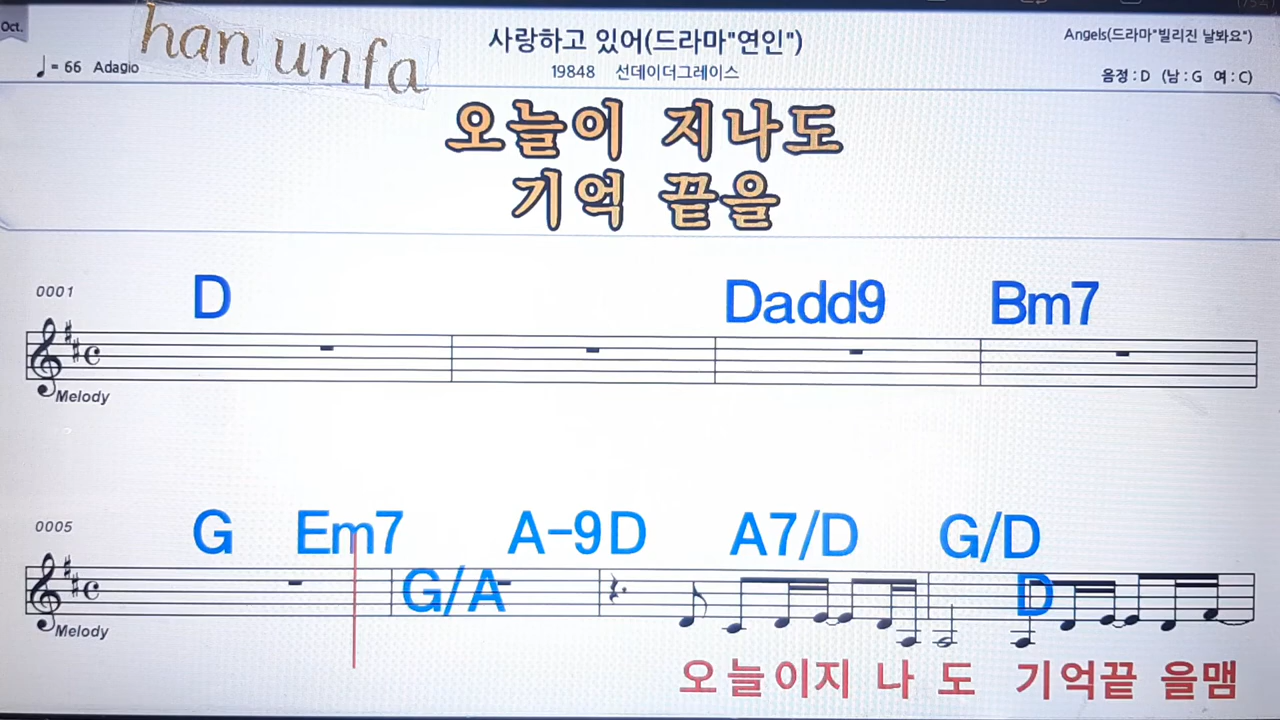 Oct.
han unfa
♩= 66 Adagio
사랑하고 있어(드라마"연인")
19848 선데이더그레이스
Angels(드라마"빌리진 날봐요")
음정 : D (남 : G 여 : C)
오늘이 지나도
기억 끝을
0001
D Dadd9 Bm7
Melody
0005
G Em7 G/A A-9 D A7/D G/D D
Melody
오늘이지 나 도 기억끝 을맴